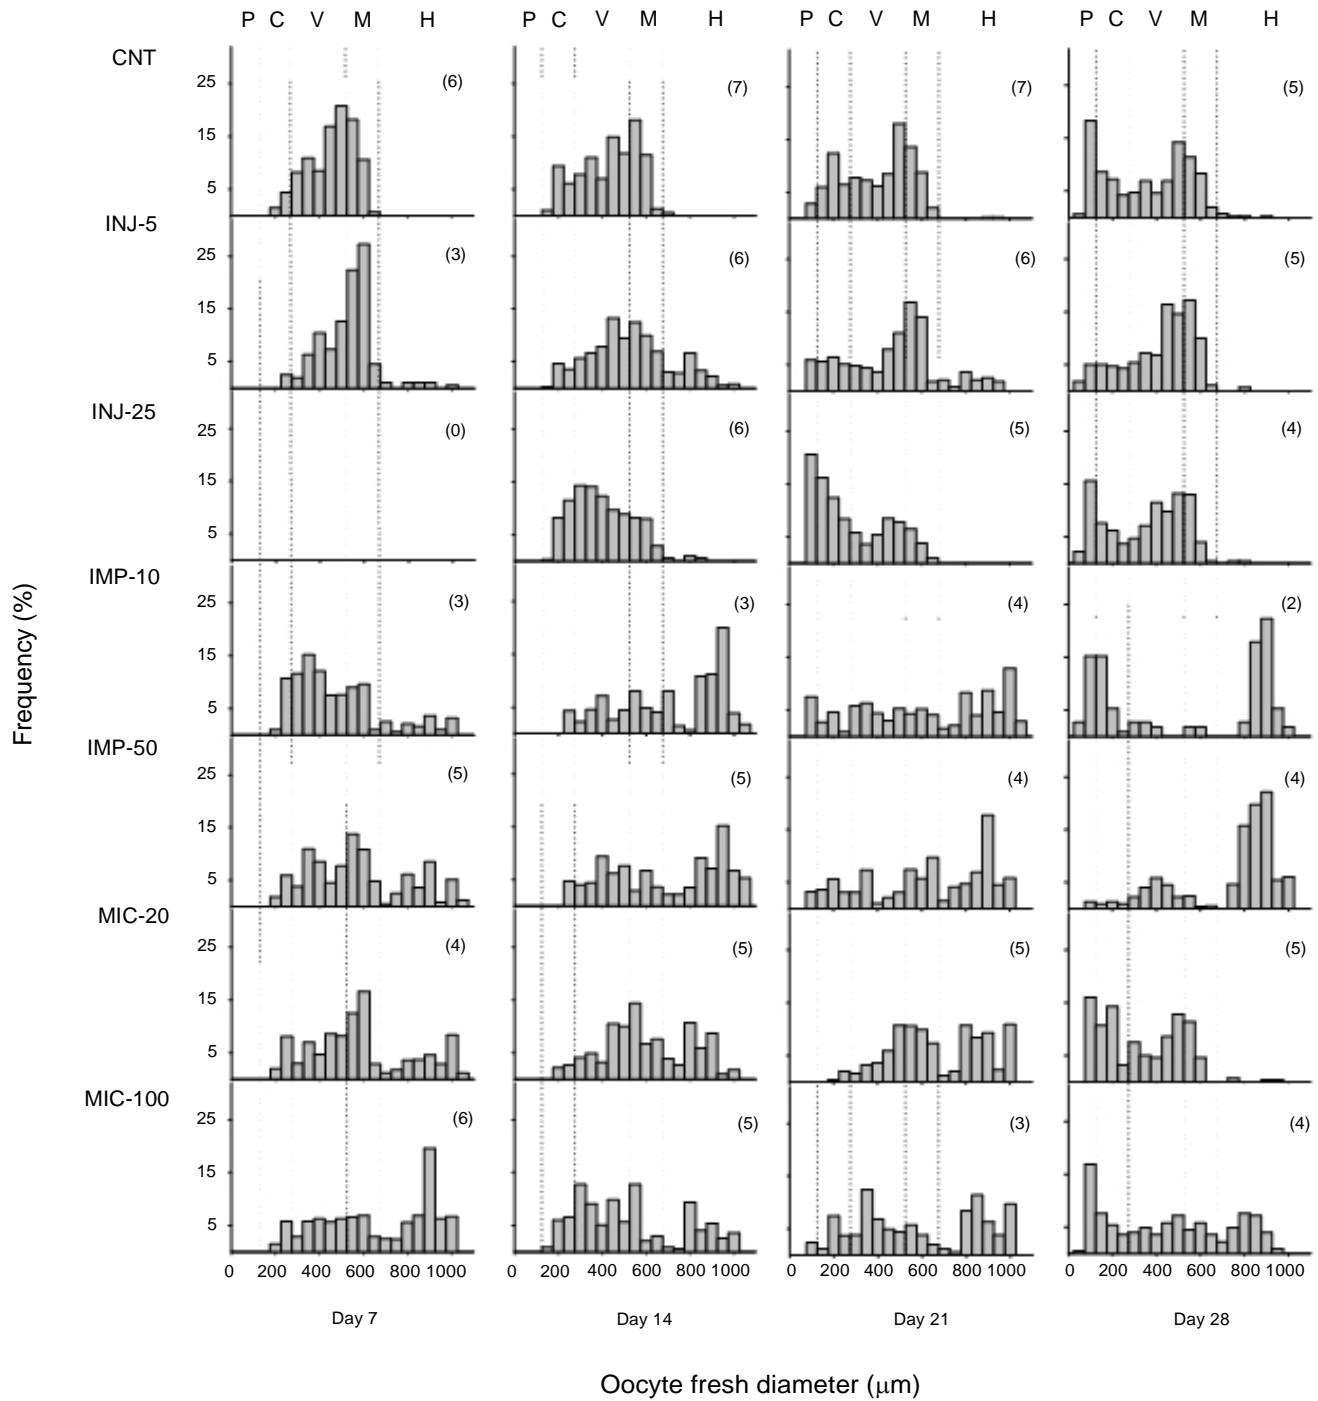 P C V M H P C V M H P C V M H P C V M H
CNT
25 (6) (7) (7) (5)
15
5
INJ-5
25 (3) (6) (6) (5)
15
5
INJ-25
25 (0) (6) (5) (4)
15
5
IMP-10
25 (3) (3) (4) (2)
15
5
IMP-50
25 (5) (5) (4) (4)
15
5
MIC-20
25 (4) (5) (5) (5)
15
5
MIC-100
25 (6) (5) (3) (4)
15
5
0 200 400 600 800 1000 0 200 400 600 800 1000 0 200 400 600 800 1000 0 200 400 600 800 1000
Day 7 Day 14 Day 21 Day 28
Frequency (%)
Oocyte fresh diameter (μm)